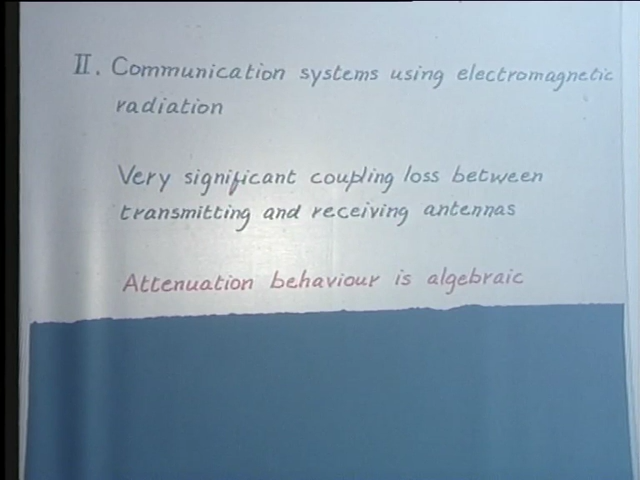 II. Communication systems using electromagnetic
radiation
Very significant coupling loss between
transmitting and receiving antennas
Attenuation behaviour is algebraic